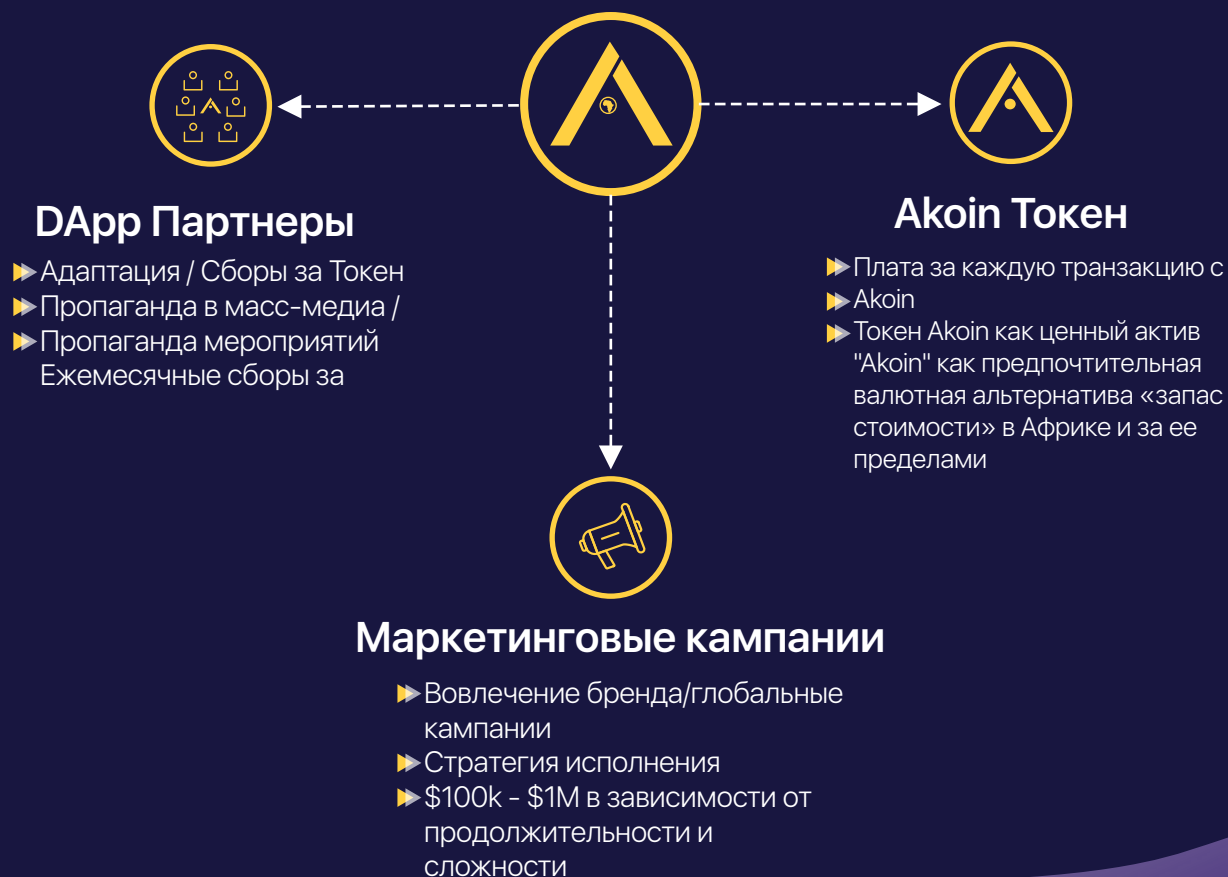 DApp Партнеры
Адаптация / Сборы за Токен
Пропаганда в масс-медиа /
Пропаганда мероприятий
Ежемесячные сборы за
Akoin Токен
Плата за каждую транзакцию с
Akoin
Токен Akoin как ценный актив
"Akoin" как предпочтительная
валютная альтернатива «запас
стоимости» в Африке и за ее
пределами
Маркетинговые кампании
Вовлечение бренда/глобальные
кампании
Стратегия исполнения
$100k - $1M в зависимости от
продолжительности и
сложности